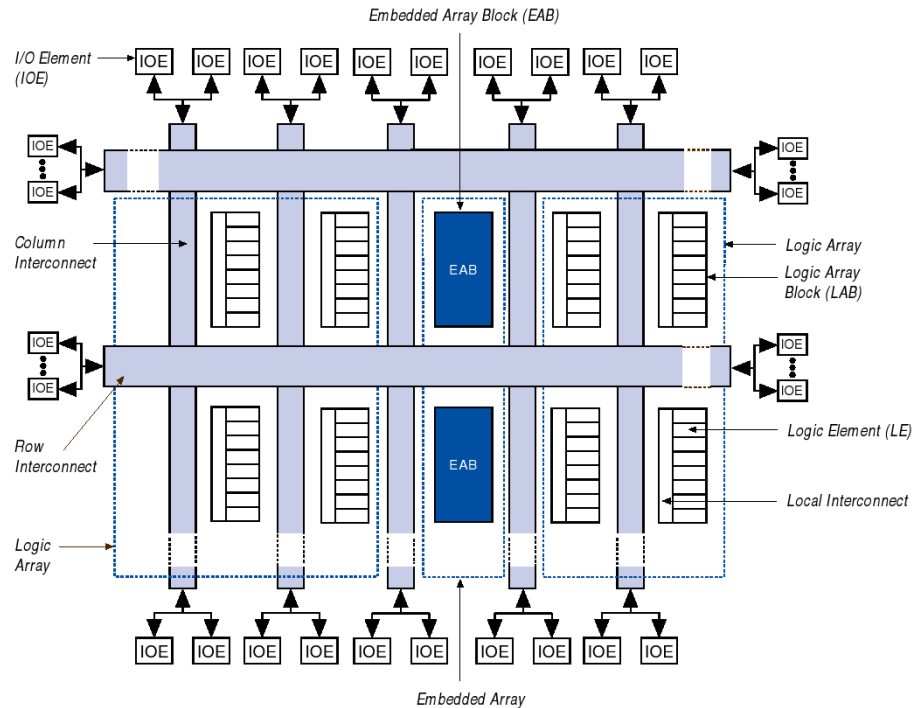 Embedded Array Block (EAB)
I/O Element
(IOE)
IOE IOE IOE IOE IOE IOE IOE IOE IOE IOE
IOE IOE
IOE IOE
Column
Interconnect
EAB
Logic Array
Logic Array
Block (LAB)
IOE IOE
IOE IOE
Row
Interconnect
EAB
Logic Element (LE)
Local Interconnect
Logic
Array
IOE IOE IOE IOE IOE IOE IOE IOE IOE IOE
Embedded Array